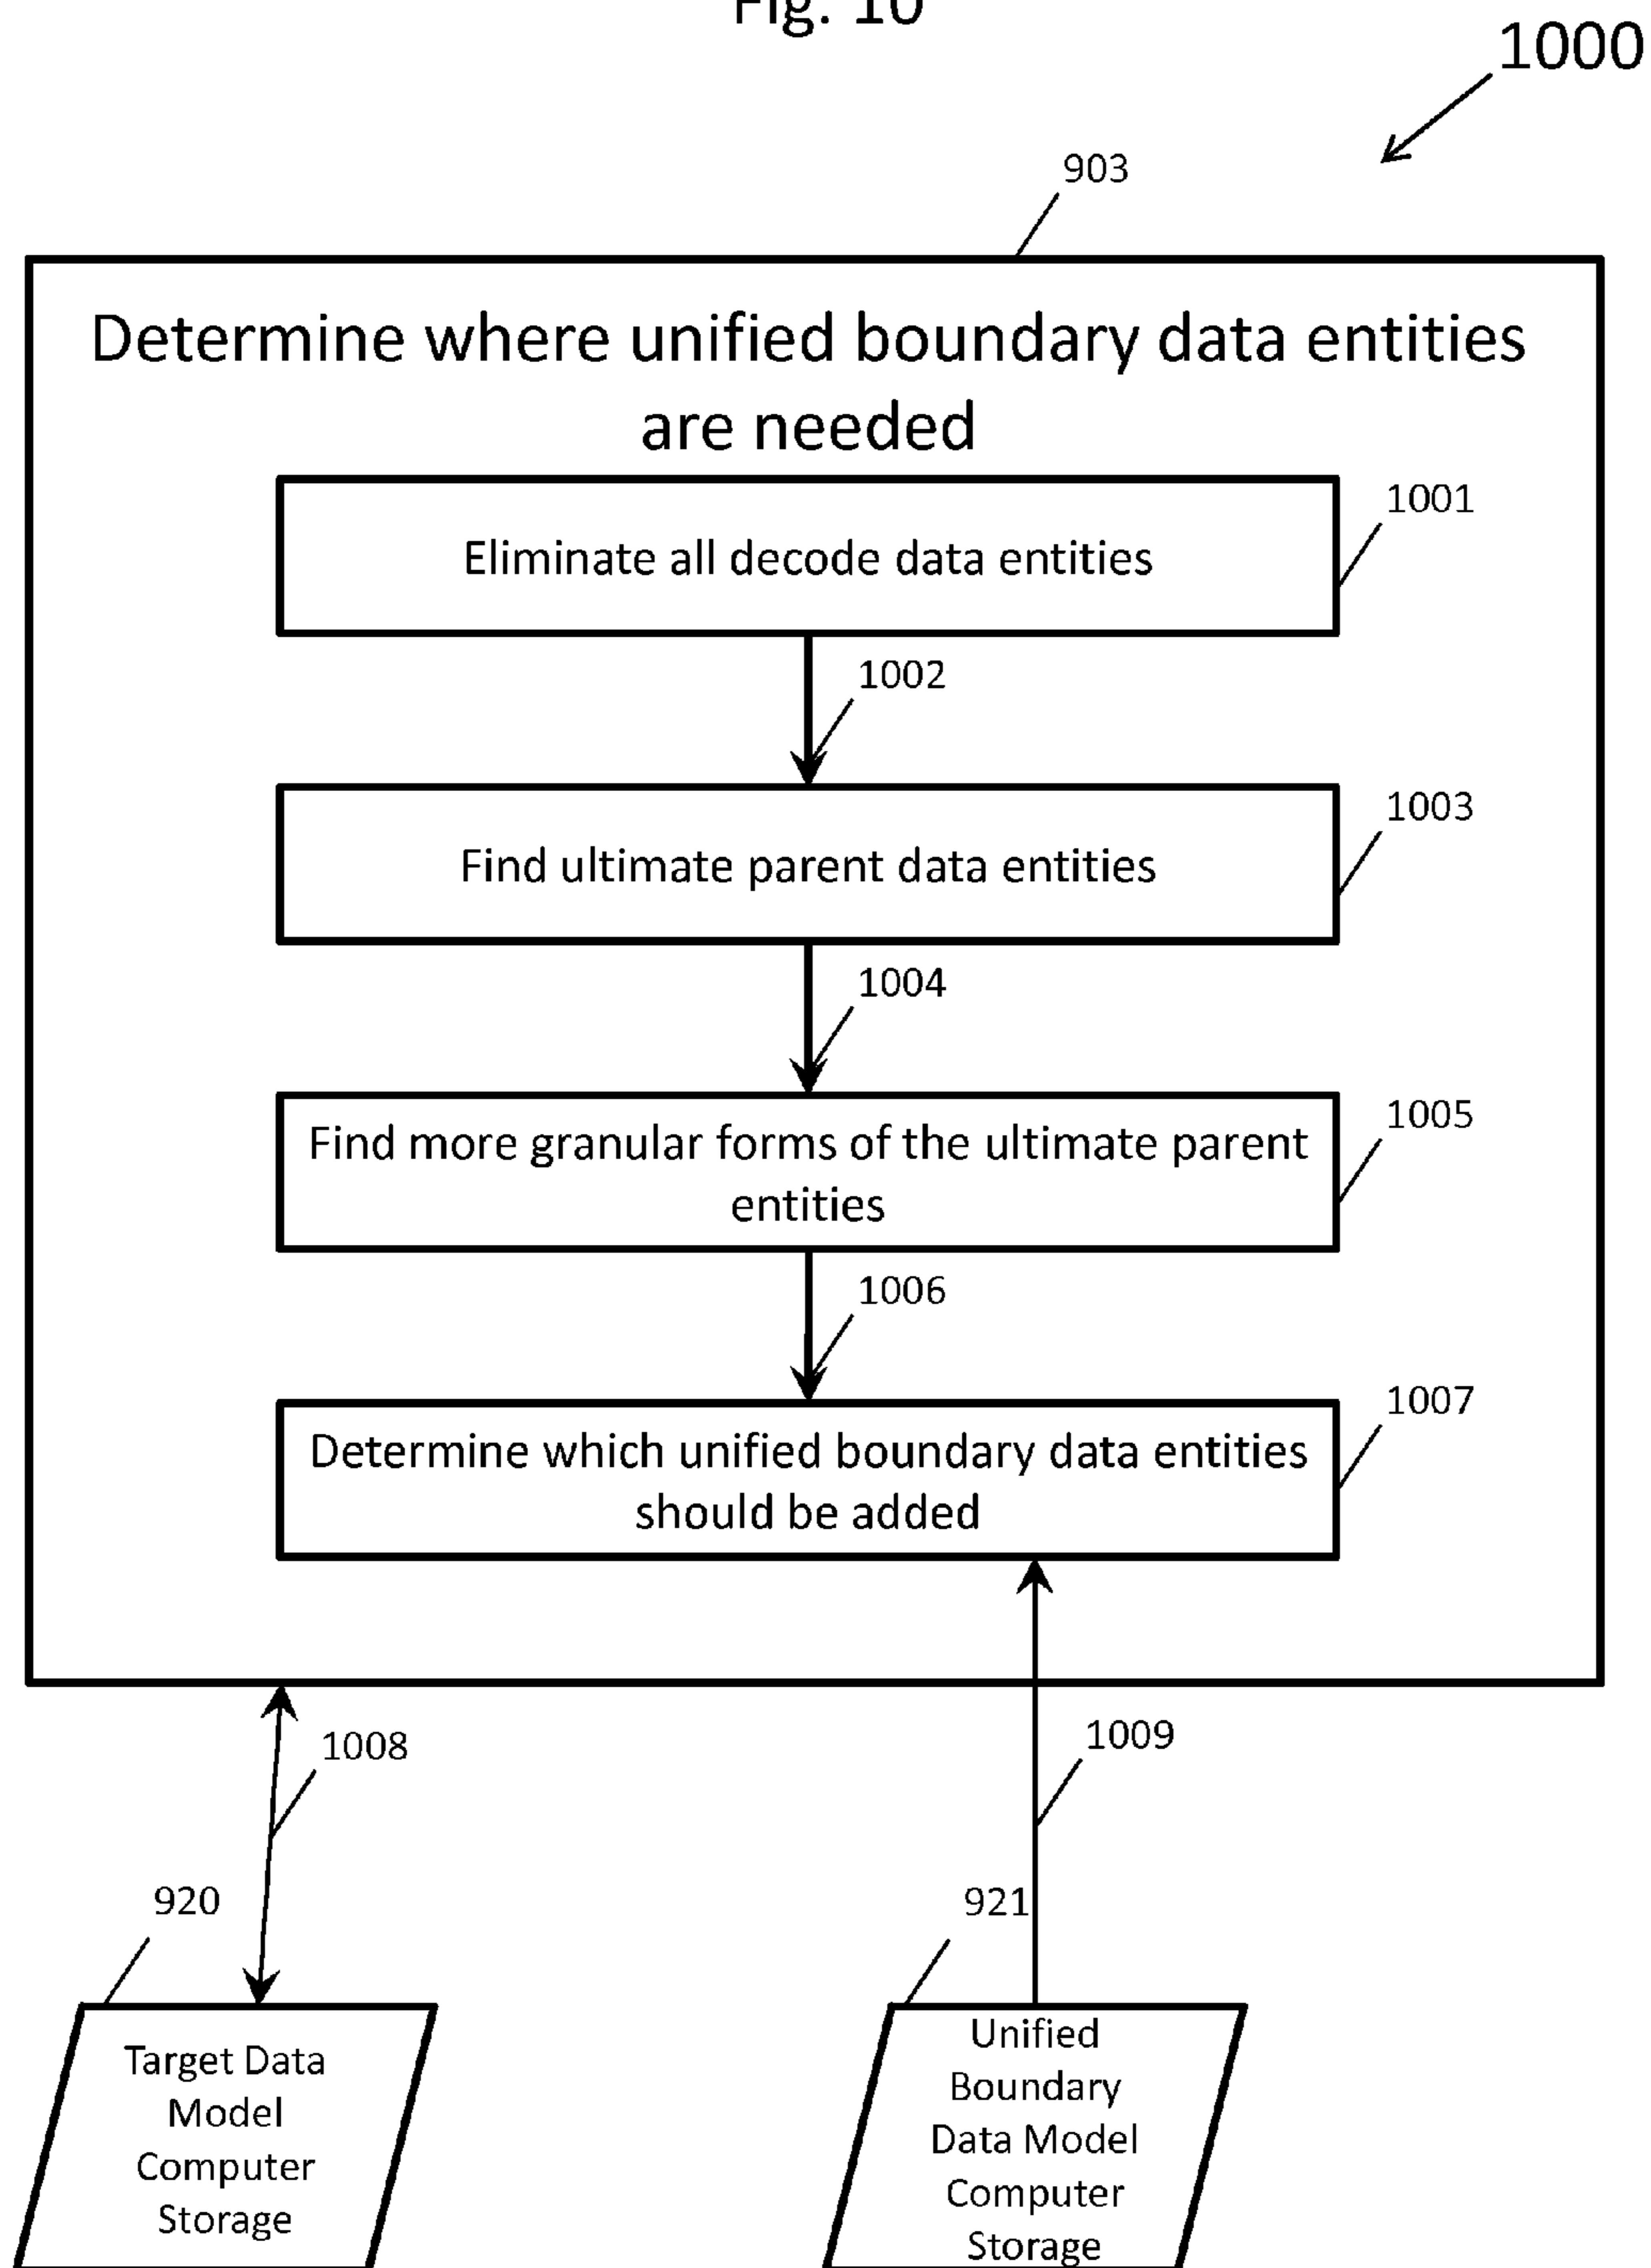 Fig. 10
1000
903
Determine where unified boundary data entities
are needed
1001
Eliminate all decode data entities
1002
1003
Find ultimate parent data entities
1004
1005
Find more granular forms of the ultimate parent
entities
1006
1007
Determine which unified boundary data entities
should be added
1008
1009
920
921
Target Data
Model
Computer
Storage
Unified
Boundary
Data Model
Computer
Storage